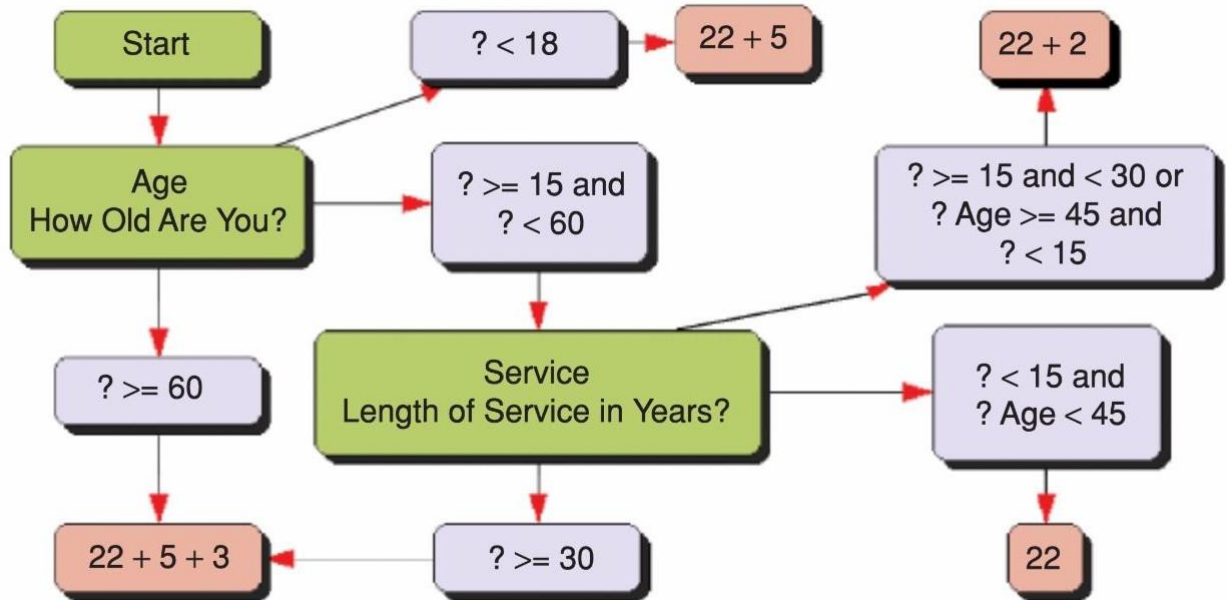 Start
? < 18
22 + 5
22 + 2
Age
How Old Are You?
? >= 15 and
? < 60
? >= 15 and < 30 or
? Age >= 45 and
? < 15
? >= 60
Service
Length of Service in Years?
? < 15 and
? Age < 45
22 + 5 + 3
? >= 30
22